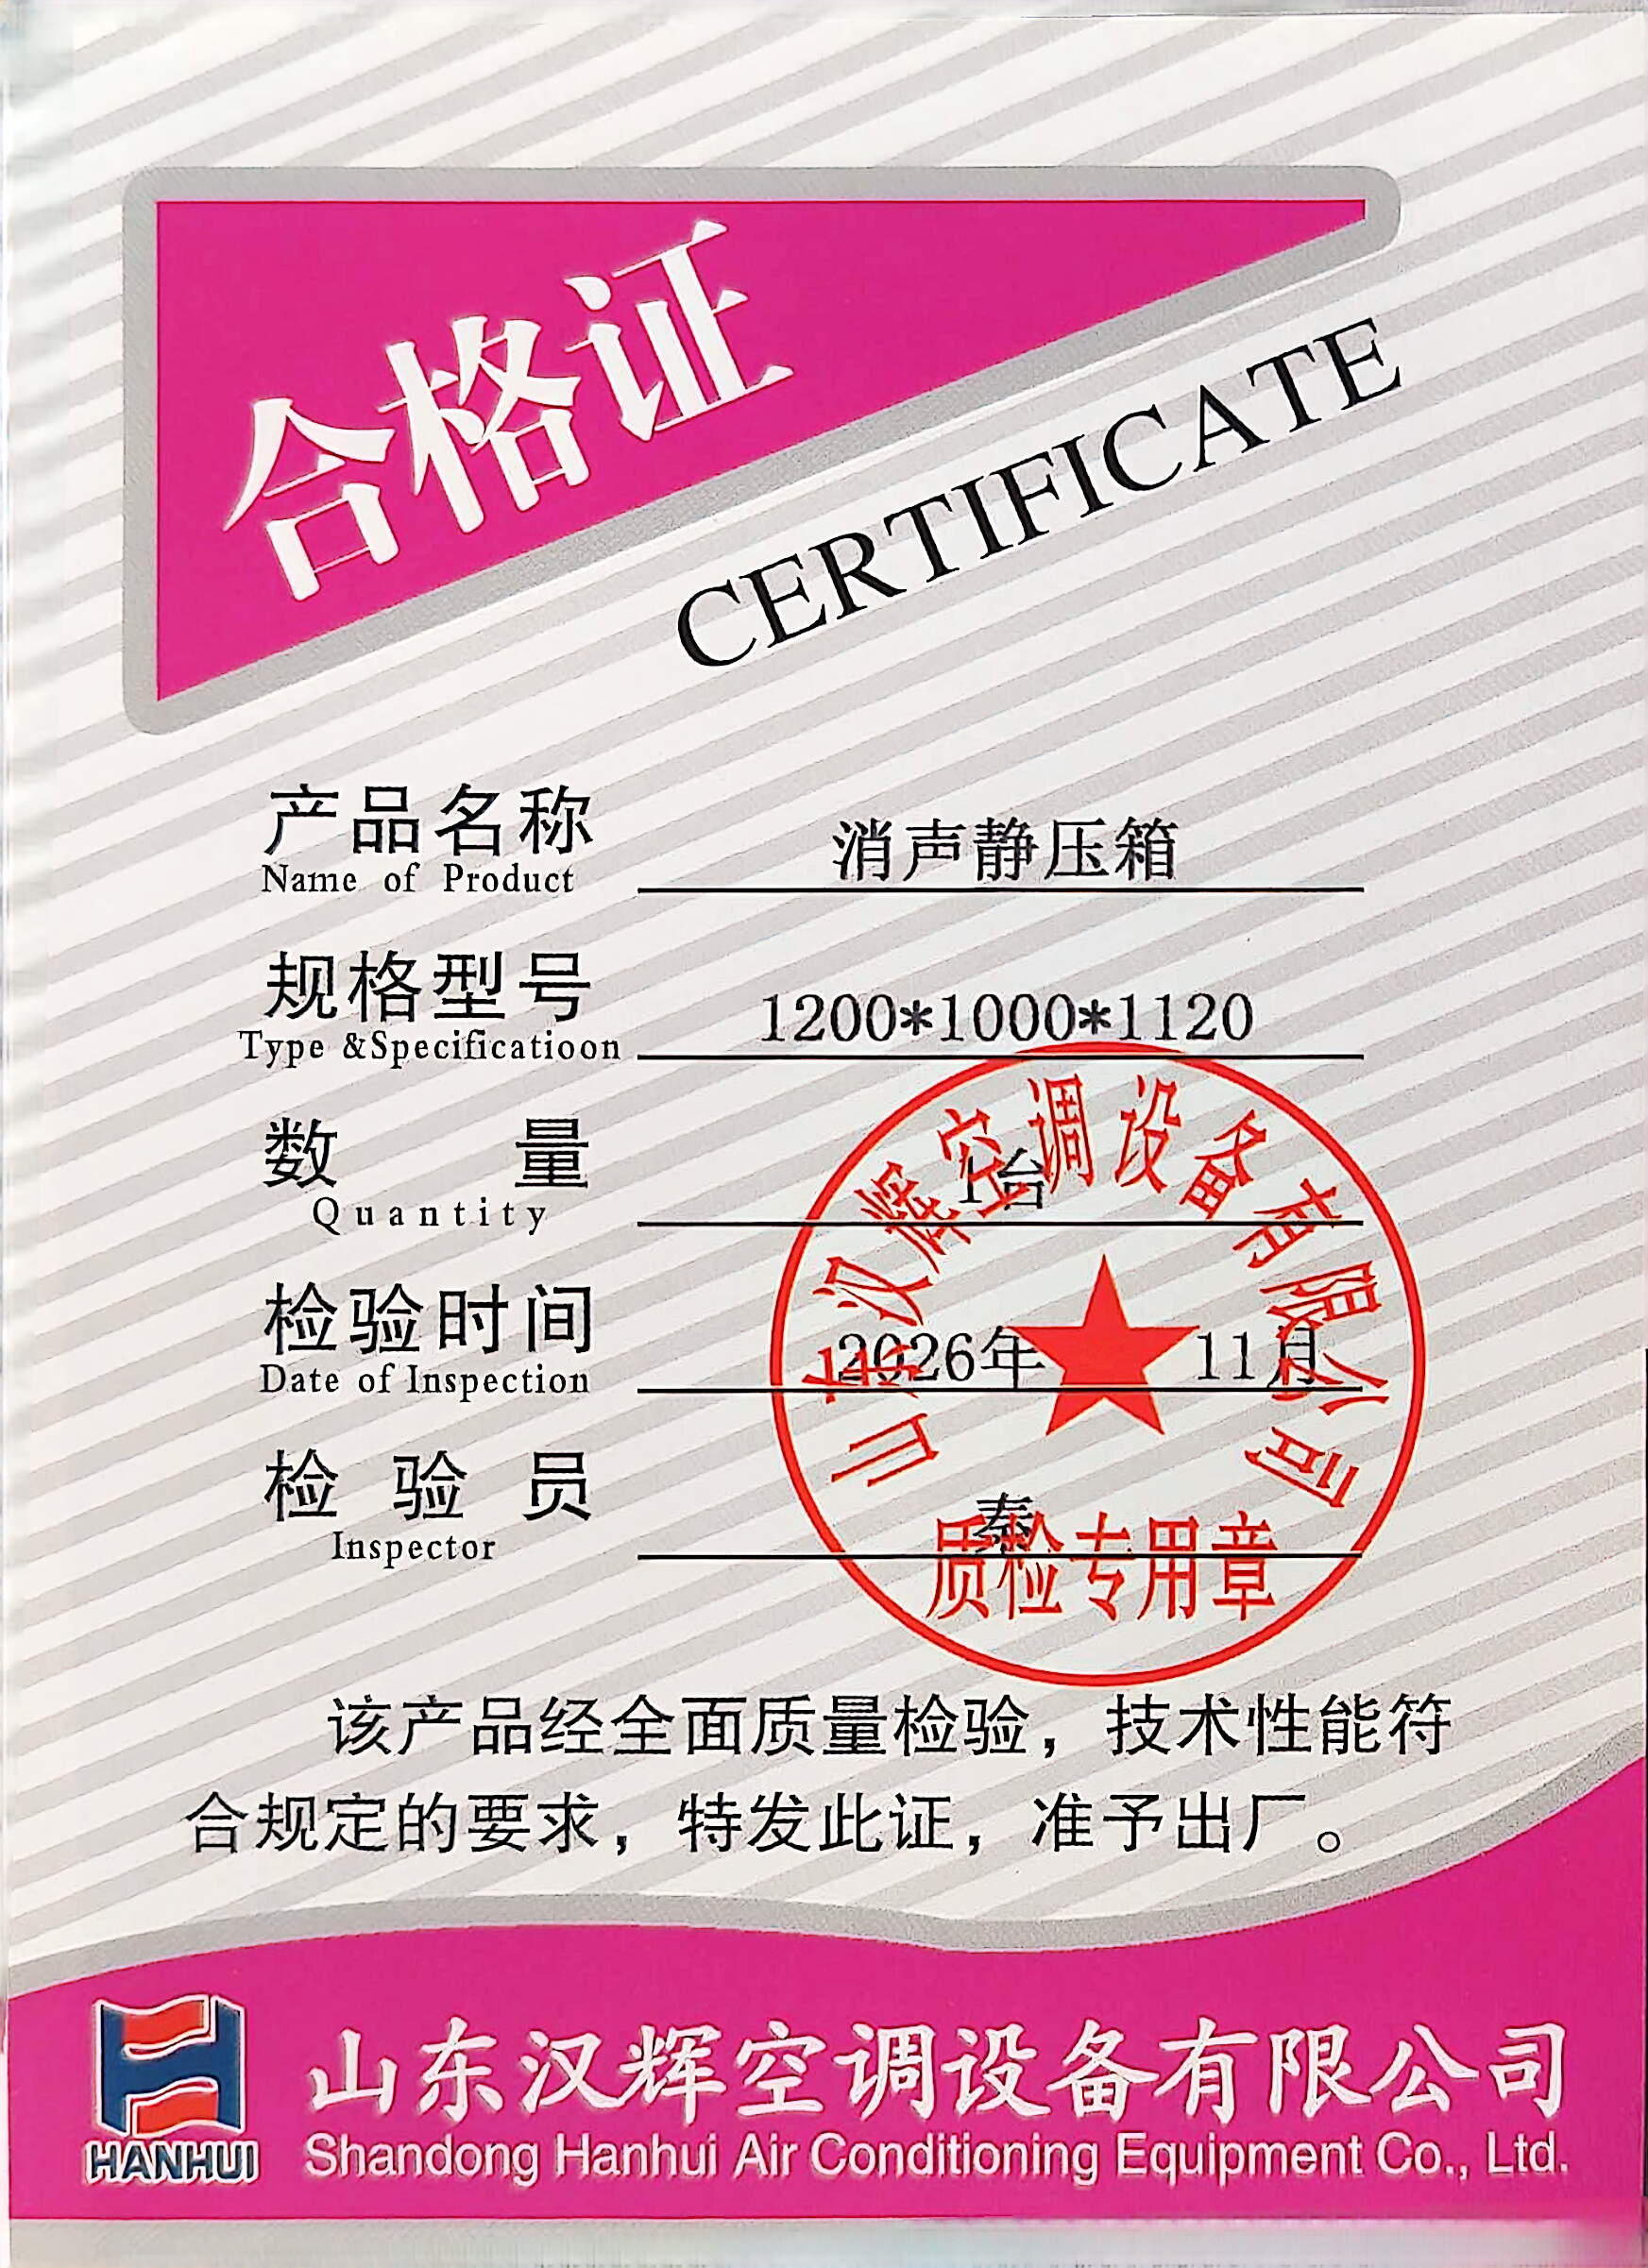 合格证
CERTIFICATE
产品名称 消声静压箱
Name of Product
规格型号 1200*1000*1120
Type &Specificatioon
数量 1台
Quantity
检验时间 2026年 11月
Date of Inspection
检验员 秦
Inspector
山东汉辉空调设备有限公司
质检专用章
该产品经全面质量检验，技术性能符
合规定的要求，特发此证，准予出厂。
HANHUI
山东汉辉空调设备有限公司
Shandong Hanhui Air Conditioning Equipment Co., Ltd.